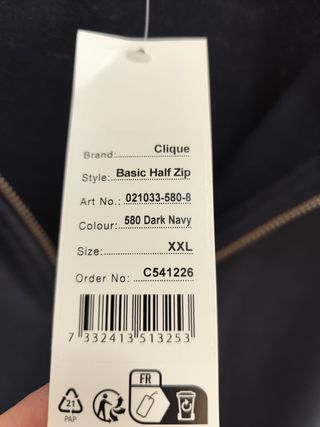 Brand: Clique
Style: Basic Half Zip
Art No.: 021033-580-8
Colour: 580 Dark Navy
Size: XXL
Order No: C541226
7 332413 513253
FR
21
PAP